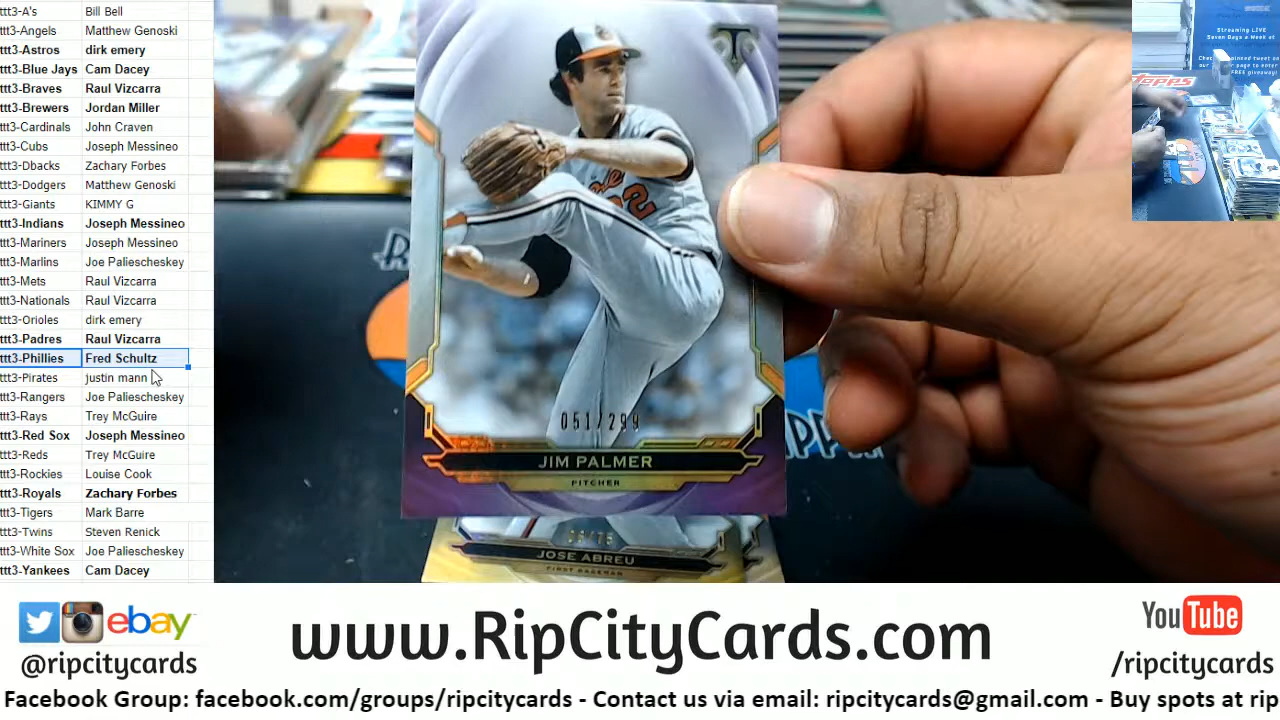 ttt3-A's Bill Bell
ttt3-Angels Matthew Genoski
ttt3-Astros dirk emery
ttt3-Blue Jays Cam Dacey
ttt3-Braves Raul Vizcarra
ttt3-Brewers Jordan Miller
ttt3-Cardinals John Craven
ttt3-Cubs Joseph Messineo
ttt3-Dbacks Zachary Forbes
ttt3-Dodgers Matthew Genoski
ttt3-Giants KIMMY G
ttt3-Indians Joseph Messineo
ttt3-Mariners Joseph Messineo
ttt3-Marlins Joe Paliescheskey
ttt3-Mets Raul Vizcarra
ttt3-Nationals Raul Vizcarra
ttt3-Orioles dirk emery
ttt3-Padres Raul Vizcarra
ttt3-Phillies Fred Schultz
ttt3-Pirates justin mann
ttt3-Rangers Joe Paliescheskey
ttt3-Rays Trey McGuire
ttt3-Red Sox Joseph Messineo
ttt3-Reds Trey McGuire
ttt3-Rockies Louise Cook
ttt3-Royals Zachary Forbes
ttt3-Tigers Mark Barre
ttt3-Twins Steven Renick
ttt3-White Sox Joe Paliescheskey
ttt3-Yankees Cam Dacey
051/299
JIM PALMER
PITCHER
JOSE ABREU
FIRST BASEMAN
Streaming LIVE
Seven Days a Week at
topps
ebay
@ripcitycards
www.RipCityCards.com
YouTube
/ripcitycards
Facebook Group: facebook.com/groups/ripcitycards - Contact us via email: ripcitycards@gmail.com - Buy spots at rip